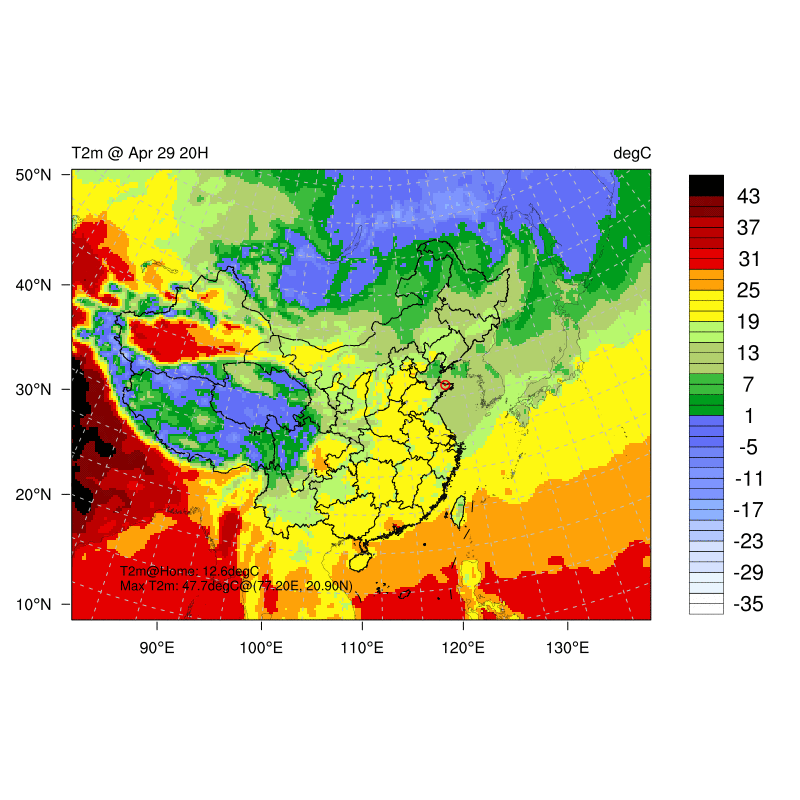 T2m @ Apr 29 20H
degC
50°N
40°N
30°N
20°N
10°N
90°E
100°E
110°E
120°E
130°E
43
37
31
25
19
13
7
1
-5
-11
-17
-23
-29
-35
T2m@Home: 12.6degC
Max T2m: 47.7degC@(77.20E, 20.90N)